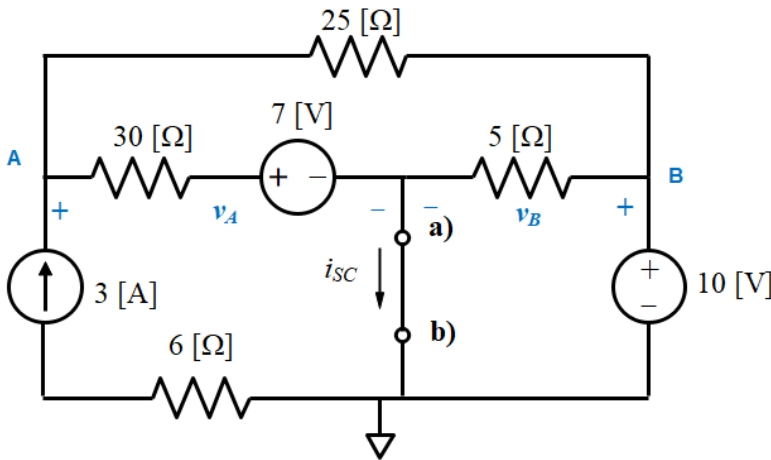 25 [Ω]
7 [V]
30 [Ω]
5 [Ω]
A
B
+ −
+
v_A
−
−
v_B
+
a)
i_SC
3 [A]
+
−
10 [V]
b)
6 [Ω]